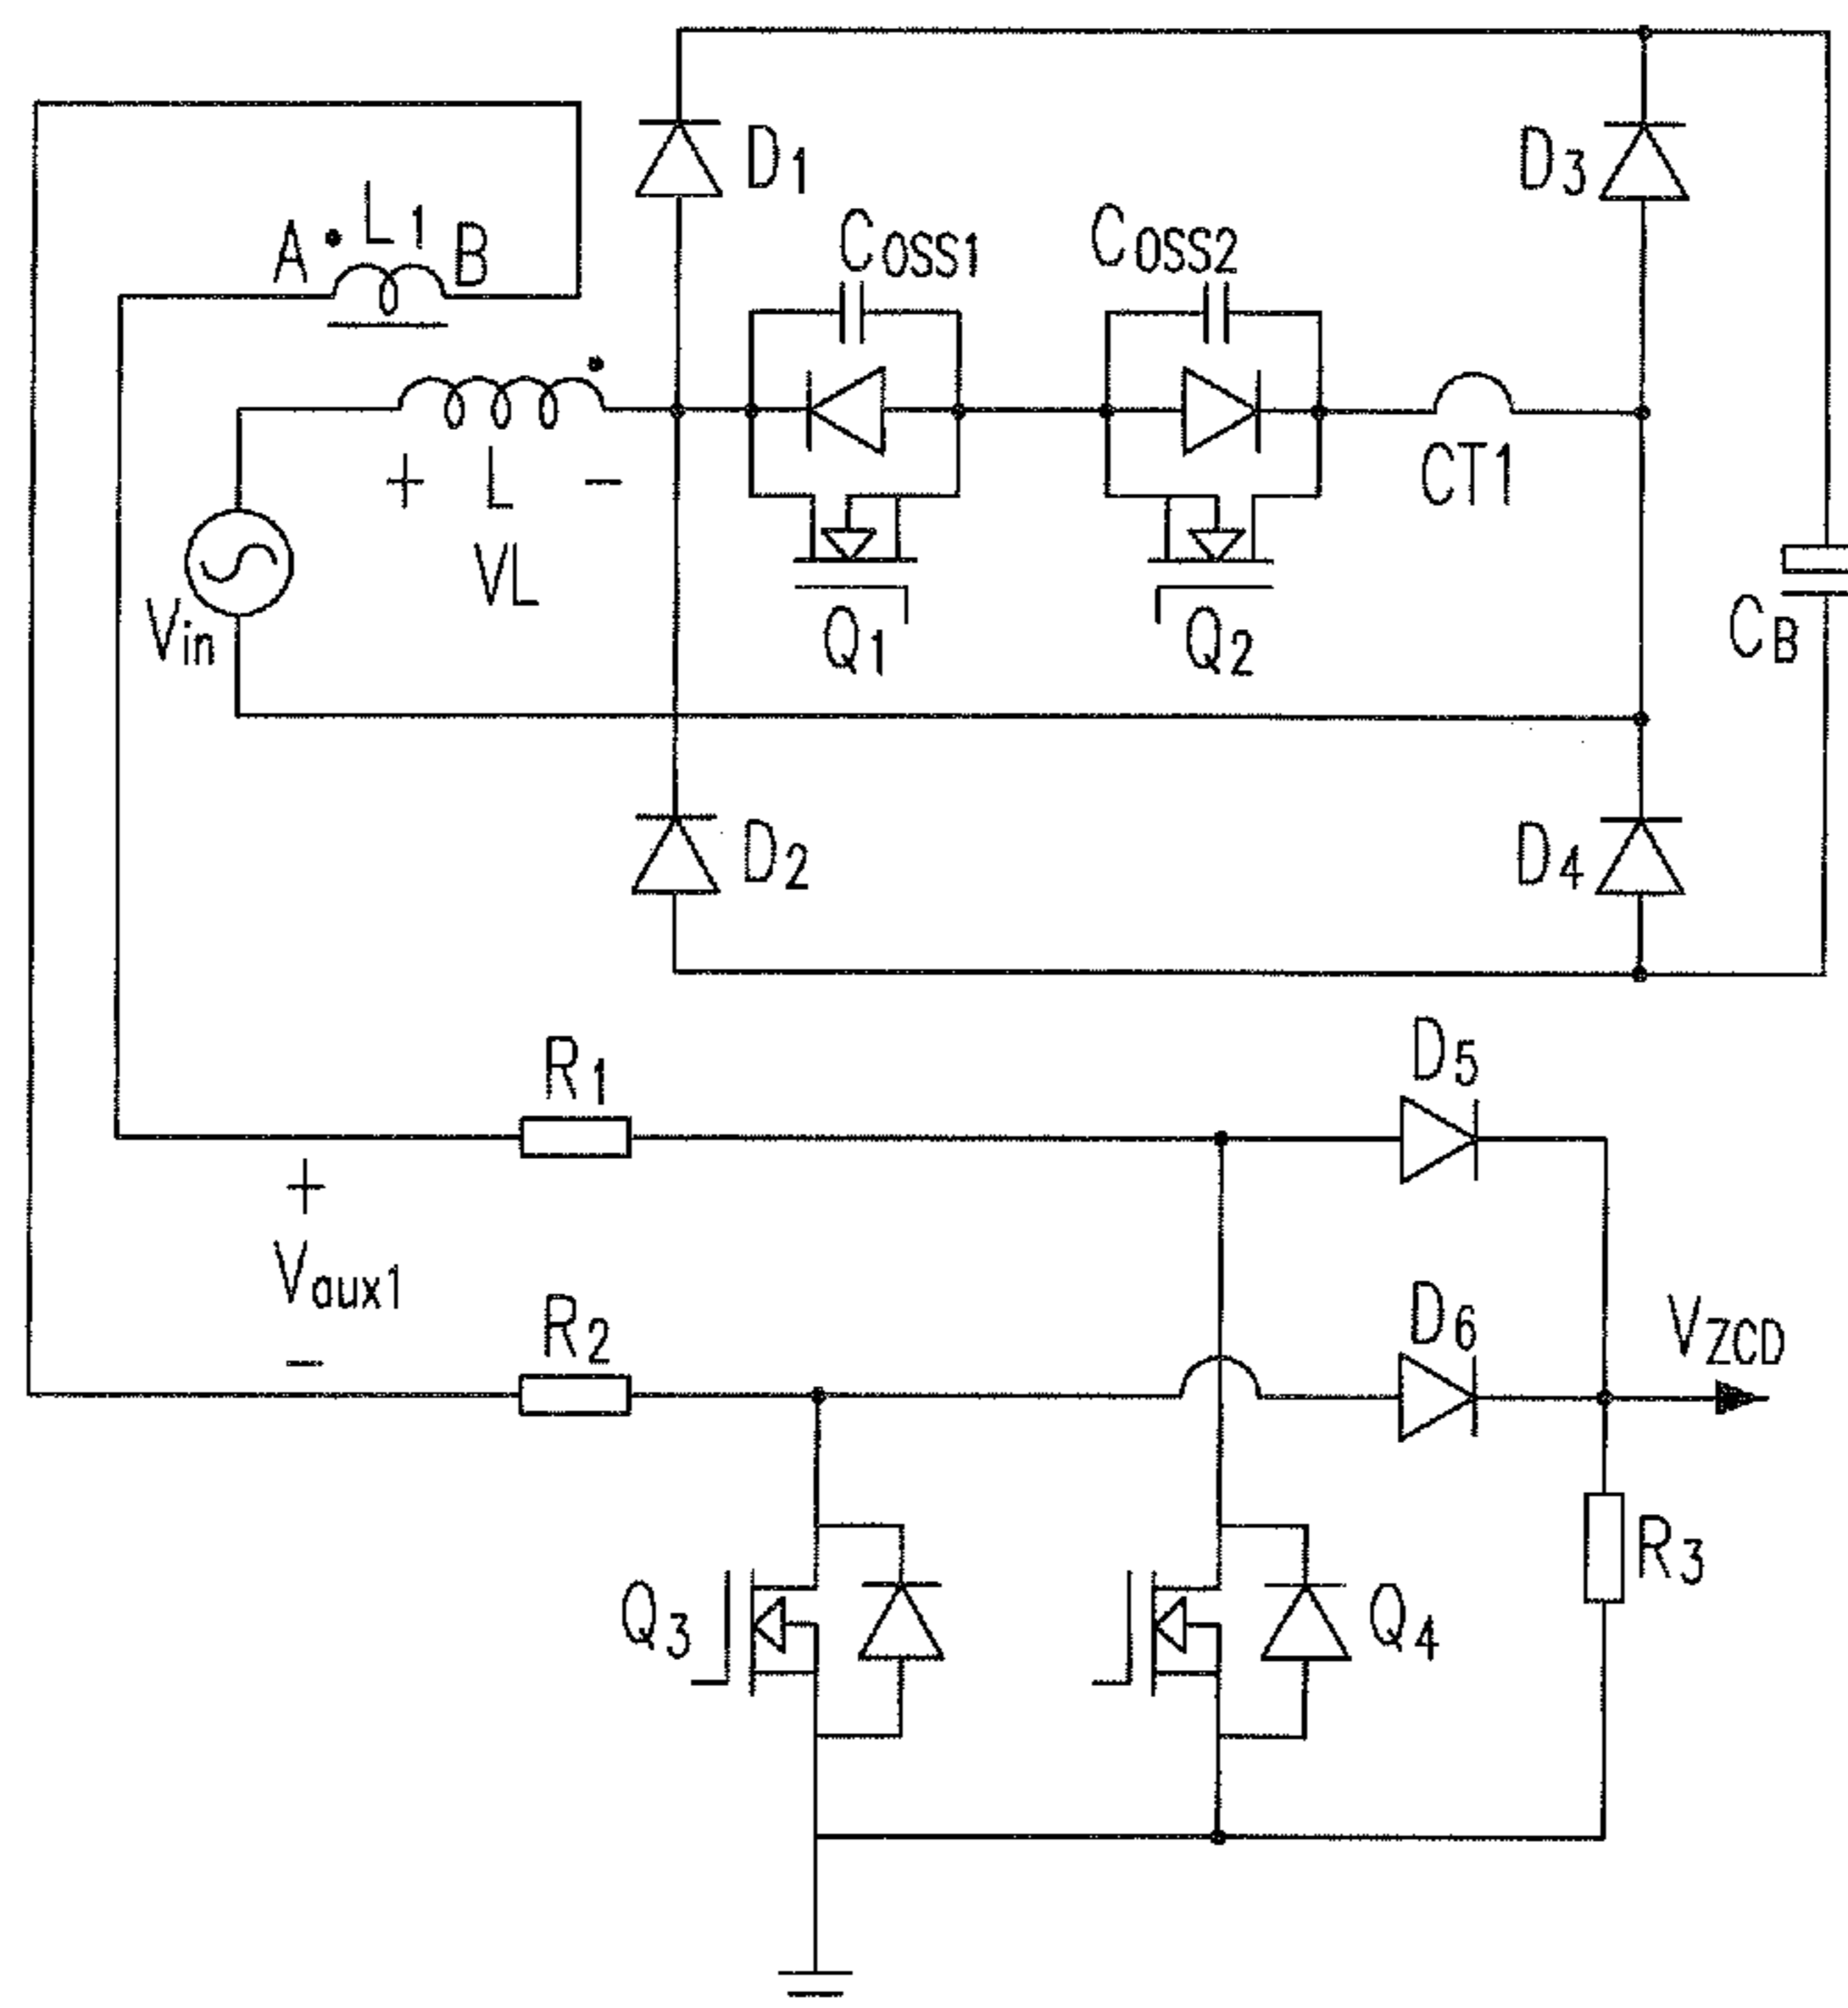 D1
D3
A L1 B
COSS1
COSS2
+ L -
CT1
VL
Vin
Q1
Q2
CB
D2
D4
R1
D5
+
Vaux1
-
R2
D6
VZCD
Q3
Q4
R3